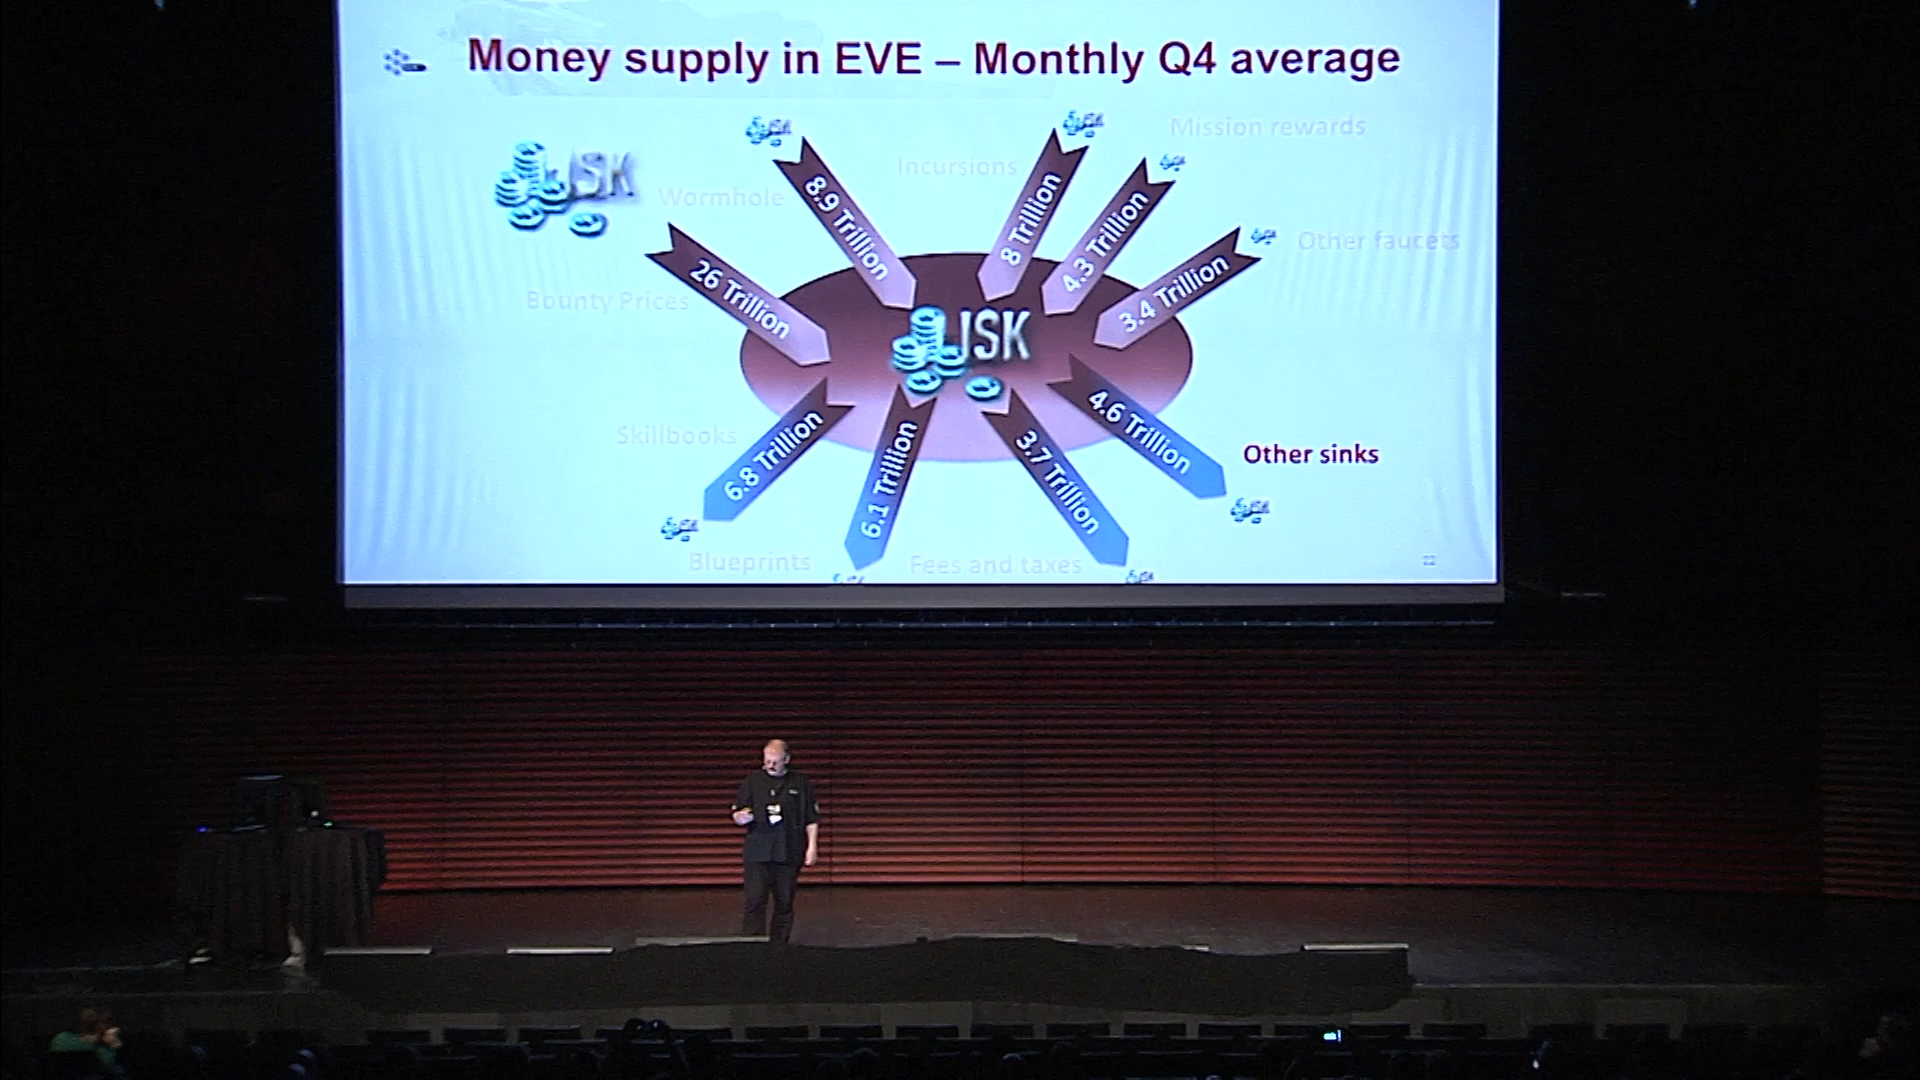 Money supply in EVE – Monthly Q4 average
Mission rewards
Incursions
ISK
Wormhole
8.9 Trillion
8 Trillion
4.3 Trillion
Other faucets
26 Trillion
3.4 Trillion
Bounty Prices
ISK
Skillbooks
4.6 Trillion
Other sinks
6.8 Trillion
6.1 Trillion
3.7 Trillion
Blueprints
Fees and taxes